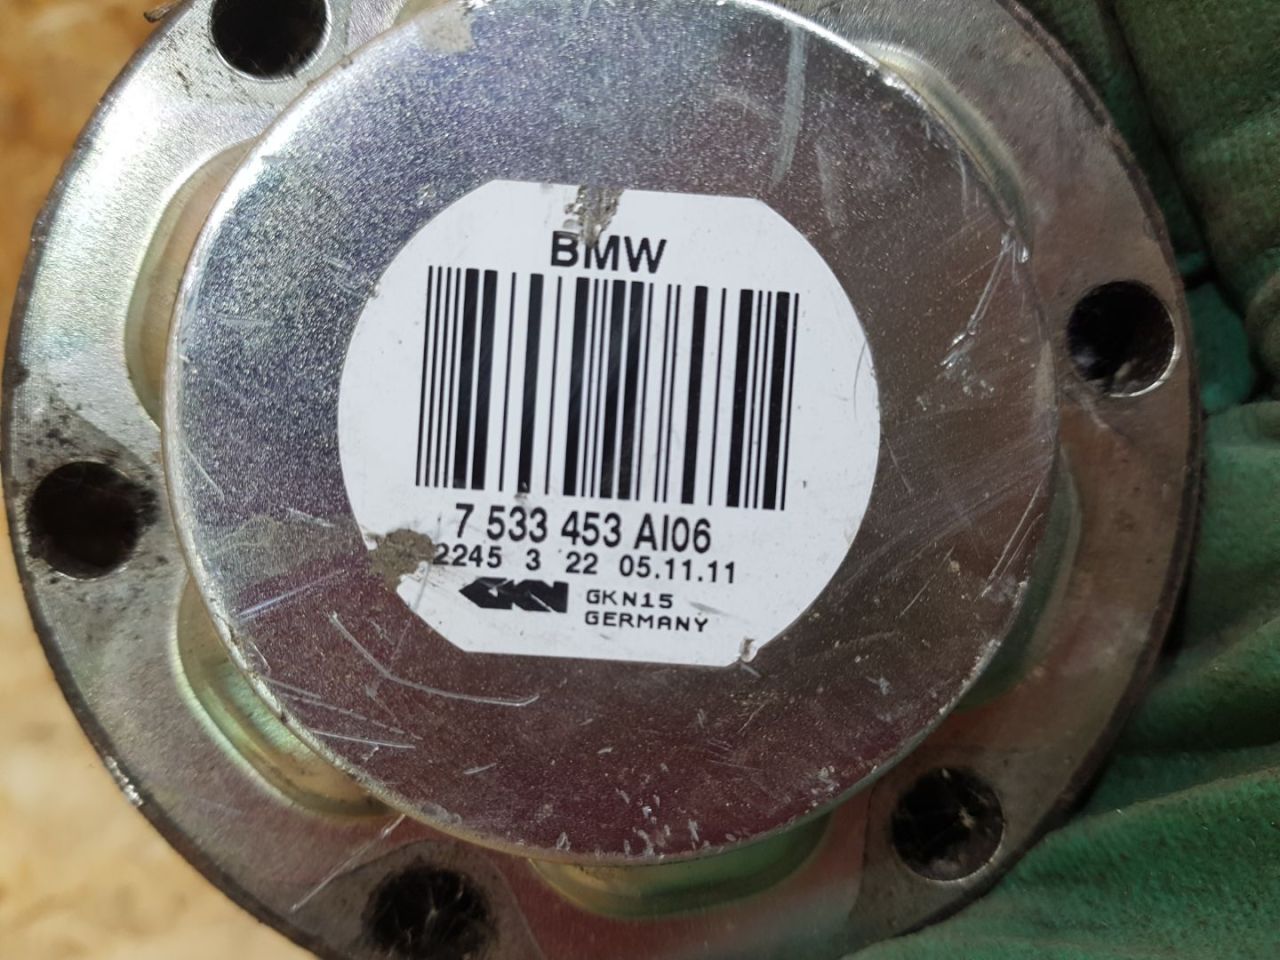 BMW
7 533 453 AI06
2245 3 22 05.11.11
GKN GKN15
GERMANY